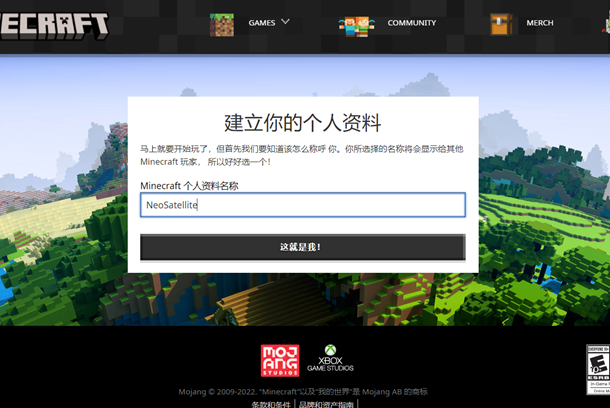 ECRAFT
GAMES
COMMUNITY
MERCH
建立你的个人资料
马上就要开始玩了，但首先我们要知道该怎么称呼 你。你所选择的名称将会显示给其他
Minecraft 玩家， 所以好好选一个！
Minecraft 个人资料名称
NeoSatellite
这就是我！
MOJANG STUDIOS
XBOX
GAME STUDIOS
EVERYONE 10+
ESRB
Mojang © 2009-2022. "Minecraft"以及"我的世界"是 Mojang AB 的商标
条款和条件 | 品牌和资产指南 |